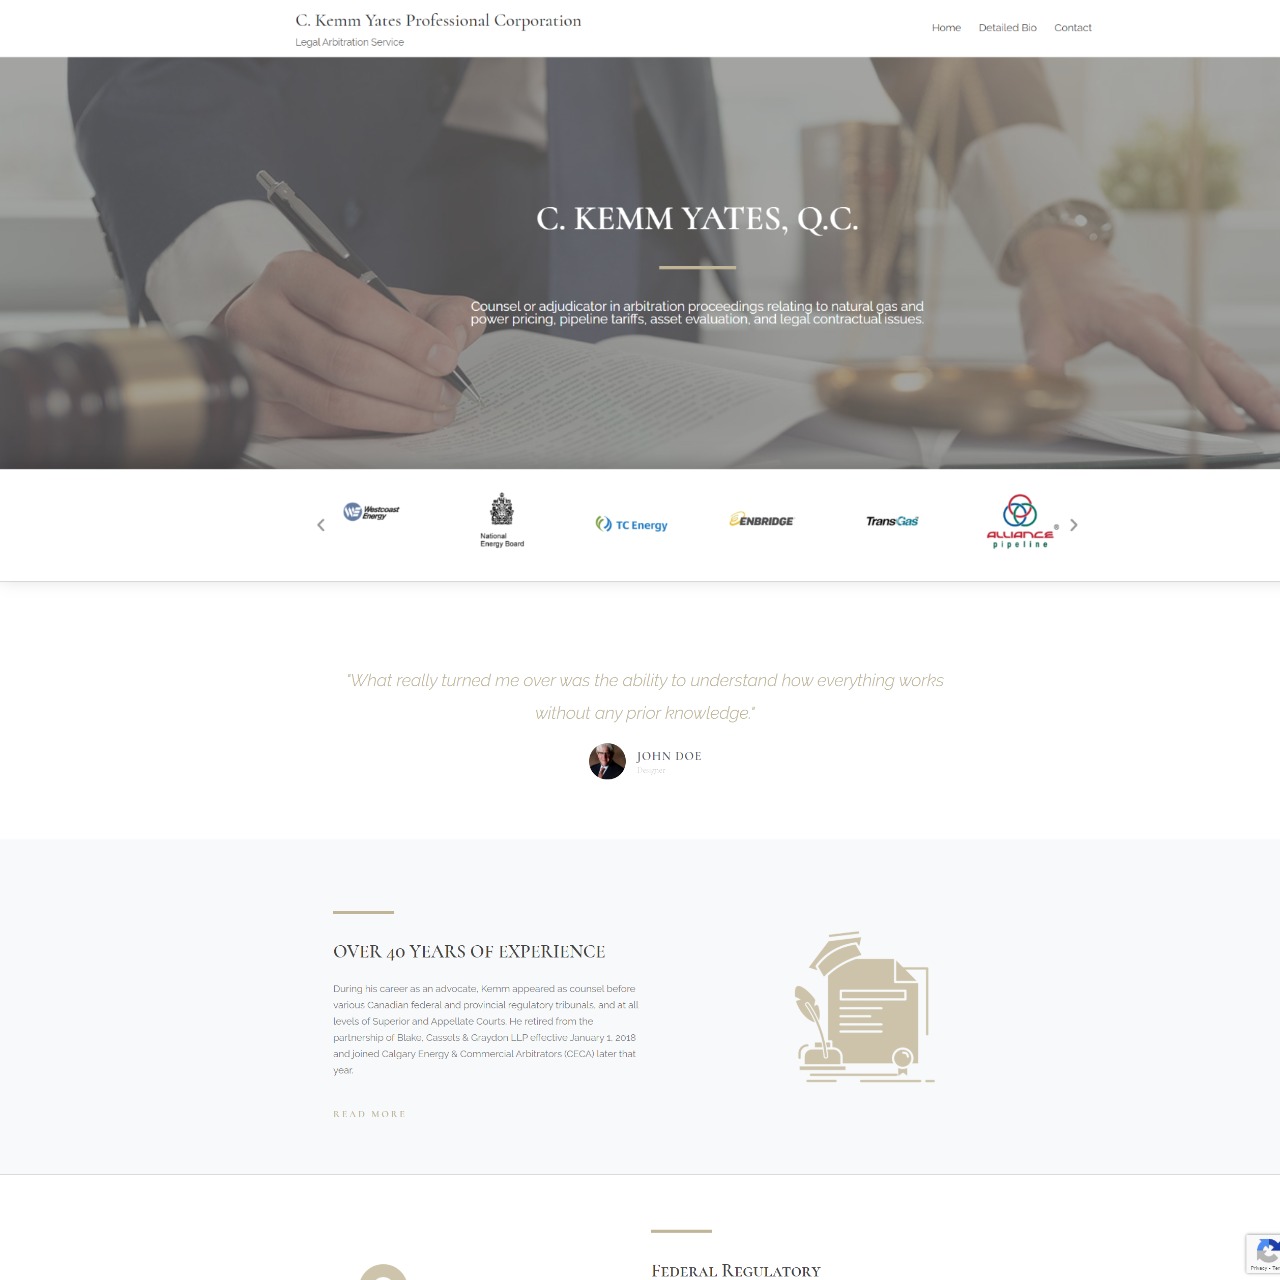 C. Kemm Yates Professional Corporation
Legal Arbitration Service
Home Detailed Bio Contact
C. KEMM YATES, Q.C.
Counsel or adjudicator in arbitration proceedings relating to natural gas and
power pricing, pipeline tariffs, asset evaluation, and legal contractual issues.
Westcoast
Energy
National
Energy Board
TC Energy
ENBRIDGE
TransGas
ALLIANCE ®
pipeline
"What really turned me over was the ability to understand how everything works
without any prior knowledge."
JOHN DOE
Designer
OVER 40 YEARS OF EXPERIENCE
During his career as an advocate, Kemm appeared as counsel before
various Canadian federal and provincial regulatory tribunals, and at all
levels of Superior and Appellate Courts. He retired from the
partnership of Blake, Cassels & Graydon LLP effective January 1, 2018
and joined Calgary Energy & Commercial Arbitrators (CECA) later that
year.
READ MORE
Federal Regulatory
Privacy •